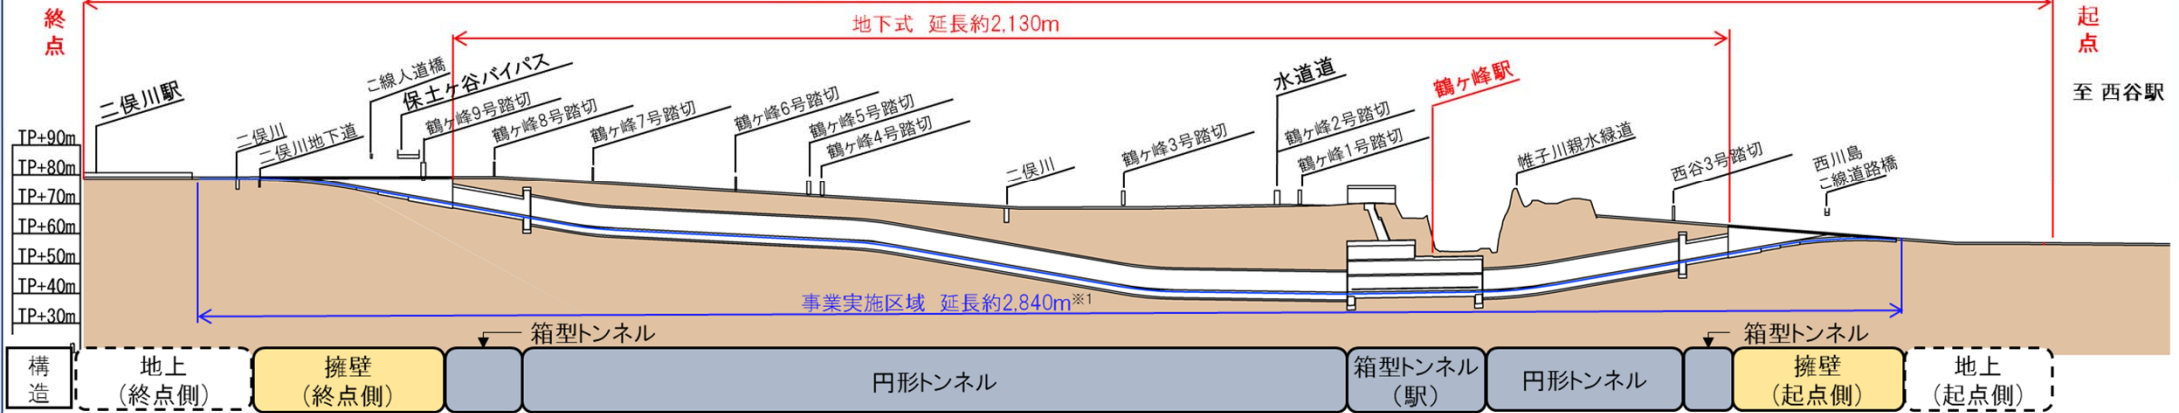 終点
起点
地下式 延長約2,130m
至 西谷駅
二俣川駅
二俣川
二俣川地下道
こ線人道橋
保土ヶ谷バイパス
鶴ヶ峰9号踏切
鶴ヶ峰8号踏切
鶴ヶ峰7号踏切
鶴ヶ峰6号踏切
鶴ヶ峰5号踏切
鶴ヶ峰4号踏切
二俣川
鶴ヶ峰3号踏切
水道道
鶴ヶ峰2号踏切
鶴ヶ峰1号踏切
鶴ヶ峰駅
帷子川親水緑道
西谷3号踏切
西川島
こ線道路橋
TP+90m
TP+80m
TP+70m
TP+60m
TP+50m
TP+40m
TP+30m
事業実施区域 延長約2,840m※1
箱型トンネル
箱型トンネル
構造
地上
（終点側）
擁壁
（終点側）
円形トンネル
箱型トンネル
（駅）
円形トンネル
擁壁
（起点側）
地上
（起点側）